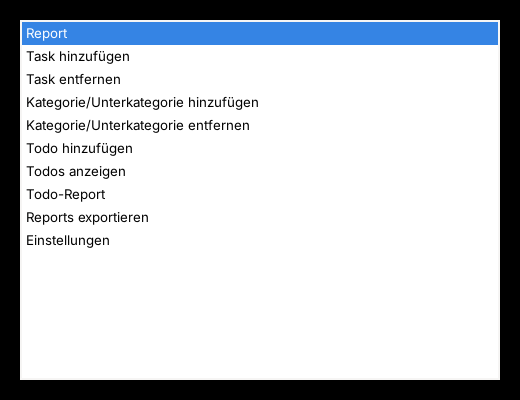 Report
Task hinzufügen
Task entfernen
Kategorie/Unterkategorie hinzufügen
Kategorie/Unterkategorie entfernen
Todo hinzufügen
Todos anzeigen
Todo-Report
Reports exportieren
Einstellungen